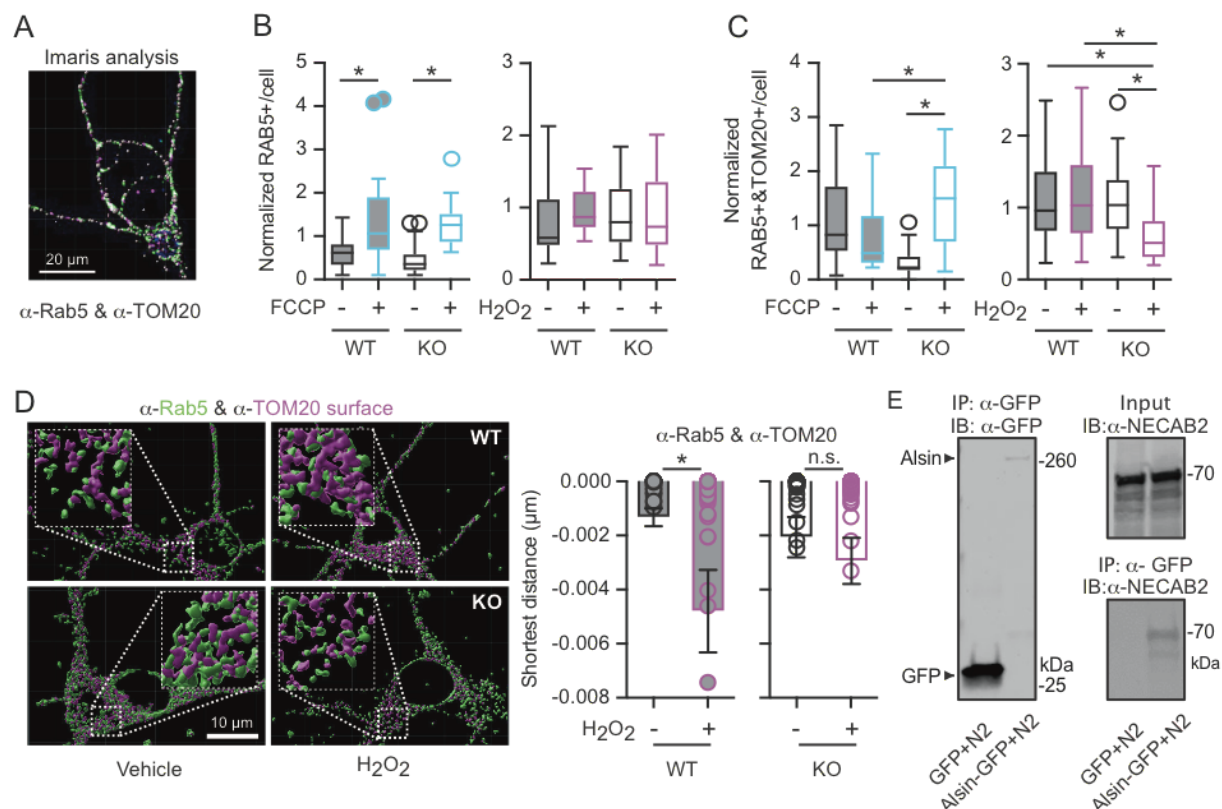 A
Imaris analysis
20 µm
α-Rab5 & α-TOM20
B
Normalized RAB5+/cell
5
4
3
2
1
0
*
*
FCCP
-
+
-
+
WT
KO
3
2
1
0
H2O2
-
+
-
+
WT
KO
C
Normalized
RAB5+&TOM20+/cell
4
3
2
1
0
*
*
FCCP
-
+
-
+
WT
KO
3
2
1
0
*
*
*
H2O2
-
+
-
+
WT
KO
D
α-Rab5 & α-TOM20 surface
WT
KO
10 µm
Vehicle
H2O2
α-Rab5 & α-TOM20
Shortest distance (µm)
-0.000
-0.002
-0.004
-0.006
-0.008
*
n.s.
H2O2
-
+
-
+
WT
KO
E
IP: α-GFP
IB: α-GFP
Alsin
-260
GFP
kDa
-25
GFP+N2
Alsin-GFP+N2
Input
IB:α-NECAB2
-70
IP: α- GFP
IB:α-NECAB2
-70
kDa
GFP+N2
Alsin-GFP+N2